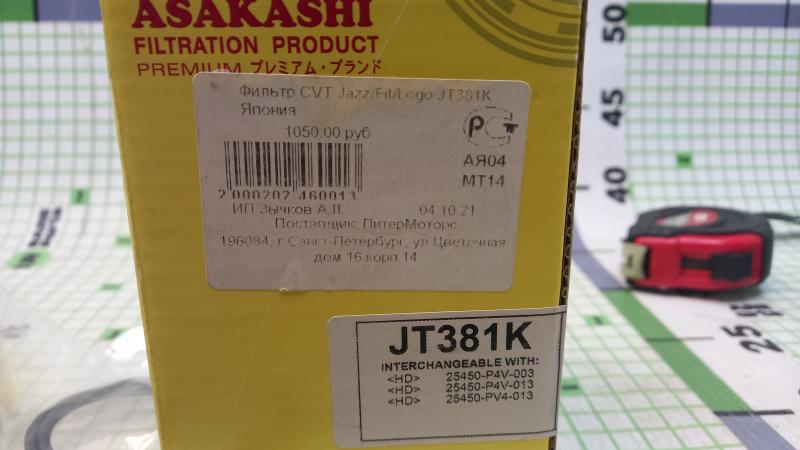 ASAKASHI
FILTRATION PRODUCT
PREMIUM プレミアム・ブランド
Фильтр CVT Jazz/Fit/Logo JT381K
Япония
1050.00 руб
РСТ
АЯ04
МТ14
2 000202 460013
ИП Зычков А.Л.
04.10.21
Поставщик: ПитерМоторс
196084, г Санкт-Петербург, ул.Цветочная
дом 16 корп.14
JT381K
INTERCHANGEABLE WITH:
<HD> 25450-P4V-003
<HD> 25450-P4V-013
<HD> 25450-PV4-013
50
45
40
25